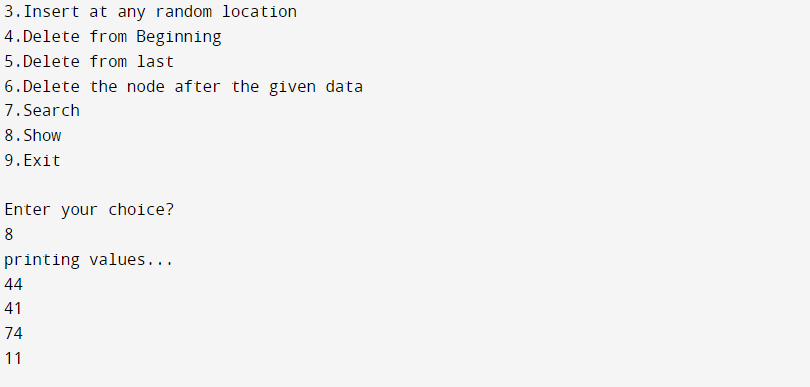 3.Insert at any random location
4.Delete from Beginning
5.Delete from last
6.Delete the node after the given data
7.Search
8.Show
9.Exit
Enter your choice?
8
printing values...
44
41
74
11